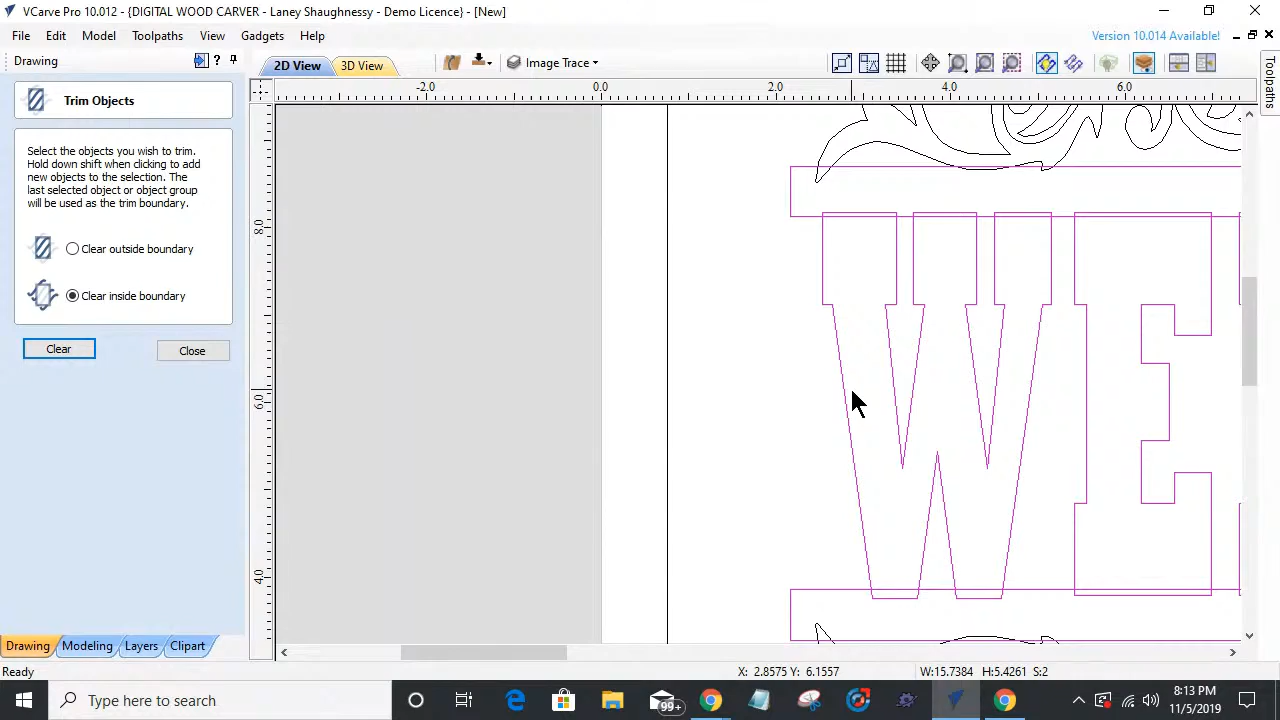 VCarve Pro 10.012 - {DIGITAL WOOD CARVER - Laney Shaughnessy - Demo Licence} - [New]
File Edit Model Toolpaths View Gadgets Help
Version 10.014 Available!
Drawing
?
2D View
3D View
Image Trace
Trim Objects
-2.0 0.0 2.0 4.0 6.0
Select the objects you wish to trim.
Hold down shift when clicking to add
new objects to the selection. The
last selected object or object group
will be used as the trim boundary.
Clear outside boundary
Clear inside boundary
Clear
Close
8.0
6.0
4.0
WE
Toolpaths
Drawing
Modeling
Layers
Clipart
Ready
X: 2.8575 Y: 6.1557
W:15.7384 H:5.4261 S:2
Type here to search
99+
8:13 PM
11/5/2019